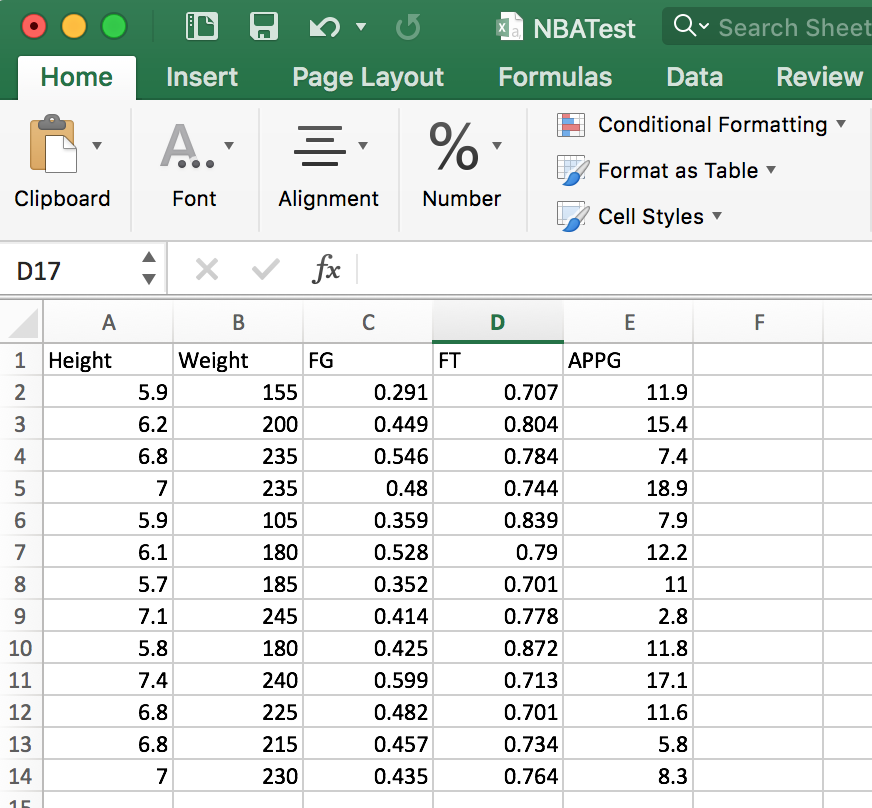 NBATest
Search Sheet
Home Insert Page Layout Formulas Data Review
Clipboard Font Alignment Number
Conditional Formatting
Format as Table
Cell Styles
D17 fx
A B C D E F
1 Height Weight FG FT APPG
2 5.9 155 0.291 0.707 11.9
3 6.2 200 0.449 0.804 15.4
4 6.8 235 0.546 0.784 7.4
5 7 235 0.48 0.744 18.9
6 5.9 105 0.359 0.839 7.9
7 6.1 180 0.528 0.79 12.2
8 5.7 185 0.352 0.701 11
9 7.1 245 0.414 0.778 2.8
10 5.8 180 0.425 0.872 11.8
11 7.4 240 0.599 0.713 17.1
12 6.8 225 0.482 0.701 11.6
13 6.8 215 0.457 0.734 5.8
14 7 230 0.435 0.764 8.3
15